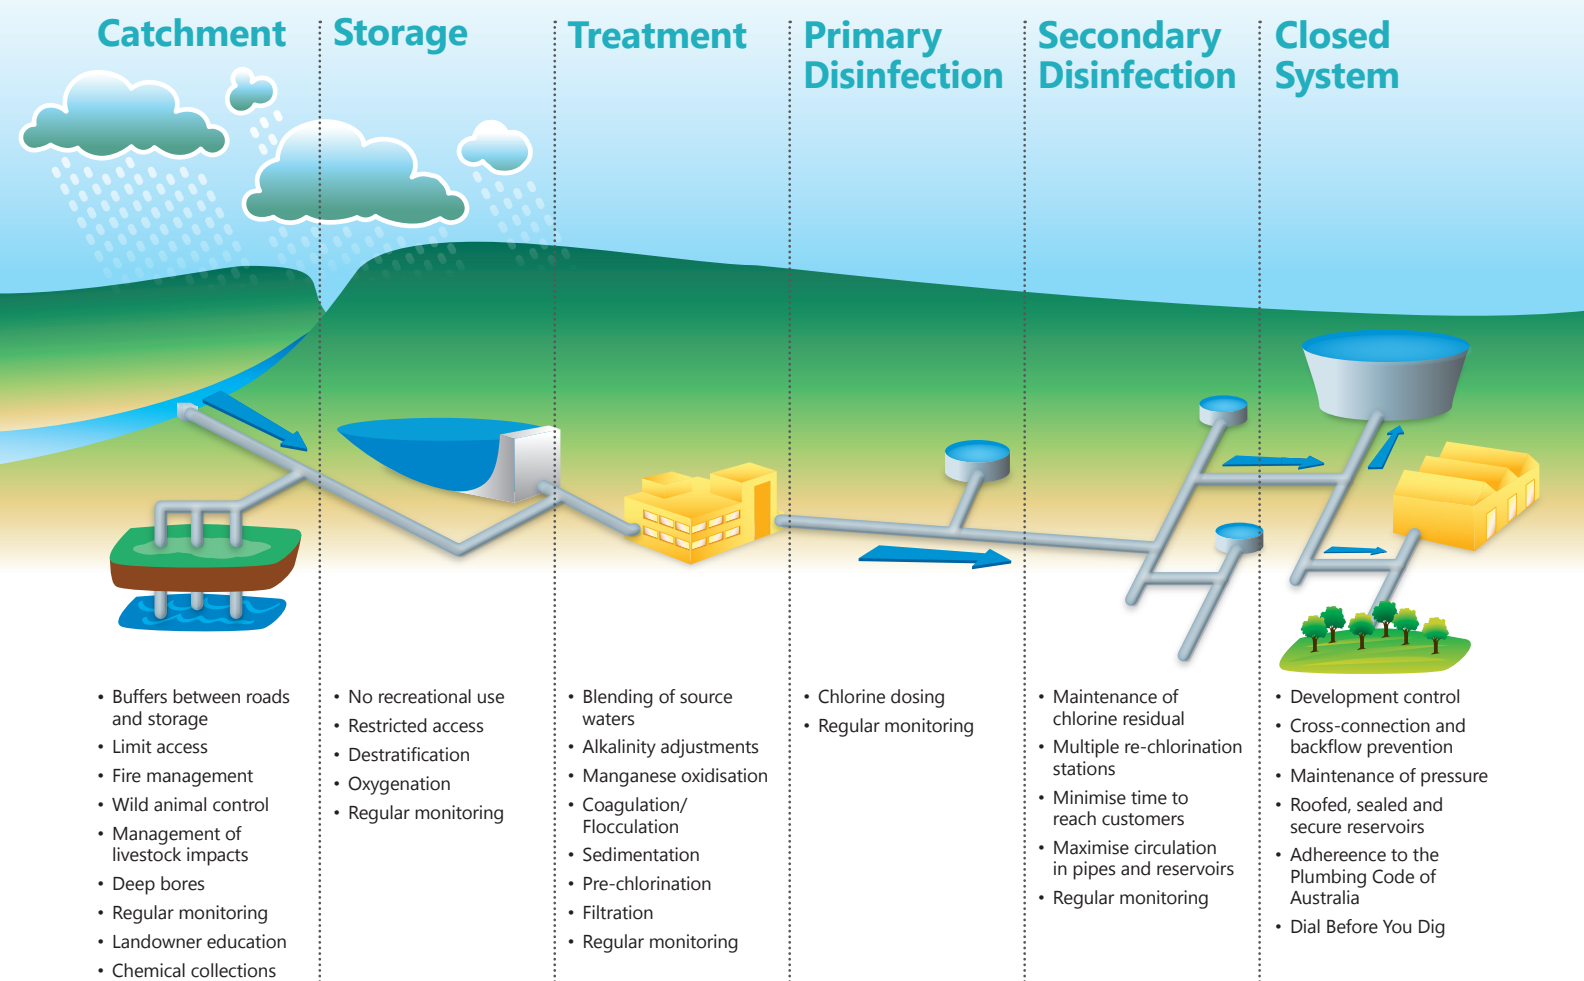 Catchment
• Buffers between roads
and storage
• Limit access
• Fire management
• Wild animal control
• Management of
livestock impacts
• Deep bores
• Regular monitoring
• Landowner education
• Chemical collections
Storage
• No recreational use
• Restricted access
• Destratification
• Oxygenation
• Regular monitoring
Treatment
• Blending of source
waters
• Alkalinity adjustments
• Manganese oxidisation
• Coagulation/
Flocculation
• Sedimentation
• Pre-chlorination
• Filtration
• Regular monitoring
Primary
Disinfection
• Chlorine dosing
• Regular monitoring
Secondary
Disinfection
• Maintenance of
chlorine residual
• Multiple re-chlorination
stations
• Minimise time to
reach customers
• Maximise circulation
in pipes and reservoirs
• Regular monitoring
Closed
System
• Development control
• Cross-connection and
backflow prevention
• Maintenance of pressure
• Roofed, sealed and
secure reservoirs
• Adhereence to the
Plumbing Code of
Australia
• Dial Before You Dig